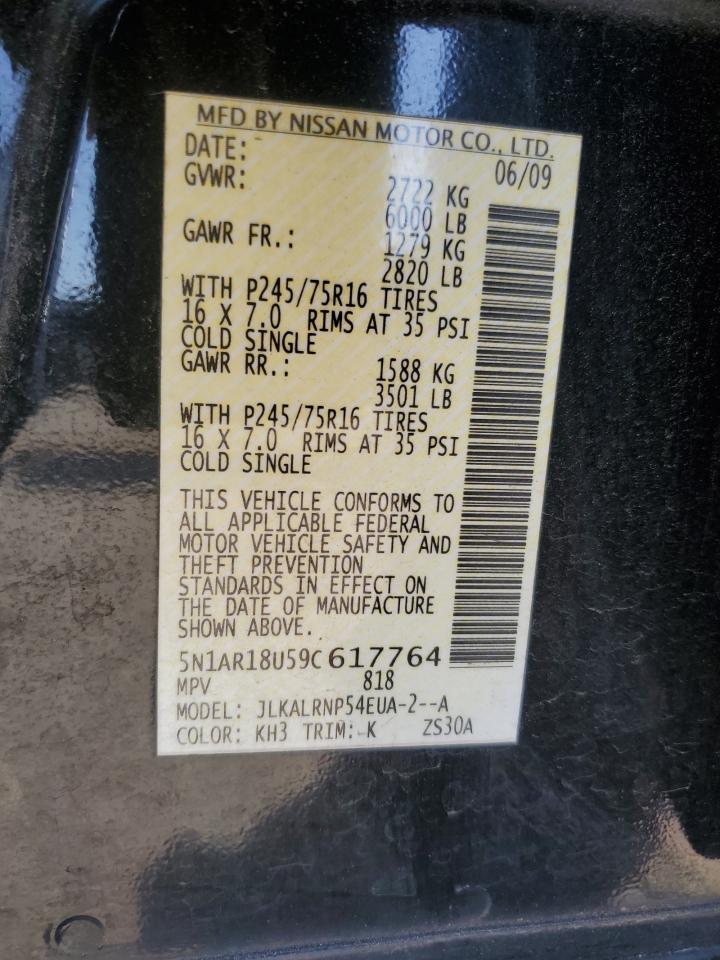 MFD BY NISSAN MOTOR CO., LTD.
DATE: 06/09
GVWR: 2722 KG
6000 LB
GAWR FR.: 1279 KG
2820 LB
WITH P245/75R16 TIRES
16 X 7.0 RIMS AT 35 PSI
COLD SINGLE
GAWR RR.: 1588 KG
3501 LB
WITH P245/75R16 TIRES
16 X 7.0 RIMS AT 35 PSI
COLD SINGLE
THIS VEHICLE CONFORMS TO
ALL APPLICABLE FEDERAL
MOTOR VEHICLE SAFETY AND
THEFT PREVENTION
STANDARDS IN EFFECT ON
THE DATE OF MANUFACTURE
SHOWN ABOVE.
5N1AR18U59C617764
MPV 818
MODEL: JLKALRNP54EUA-2--A
COLOR: KH3 TRIM: K ZS30A